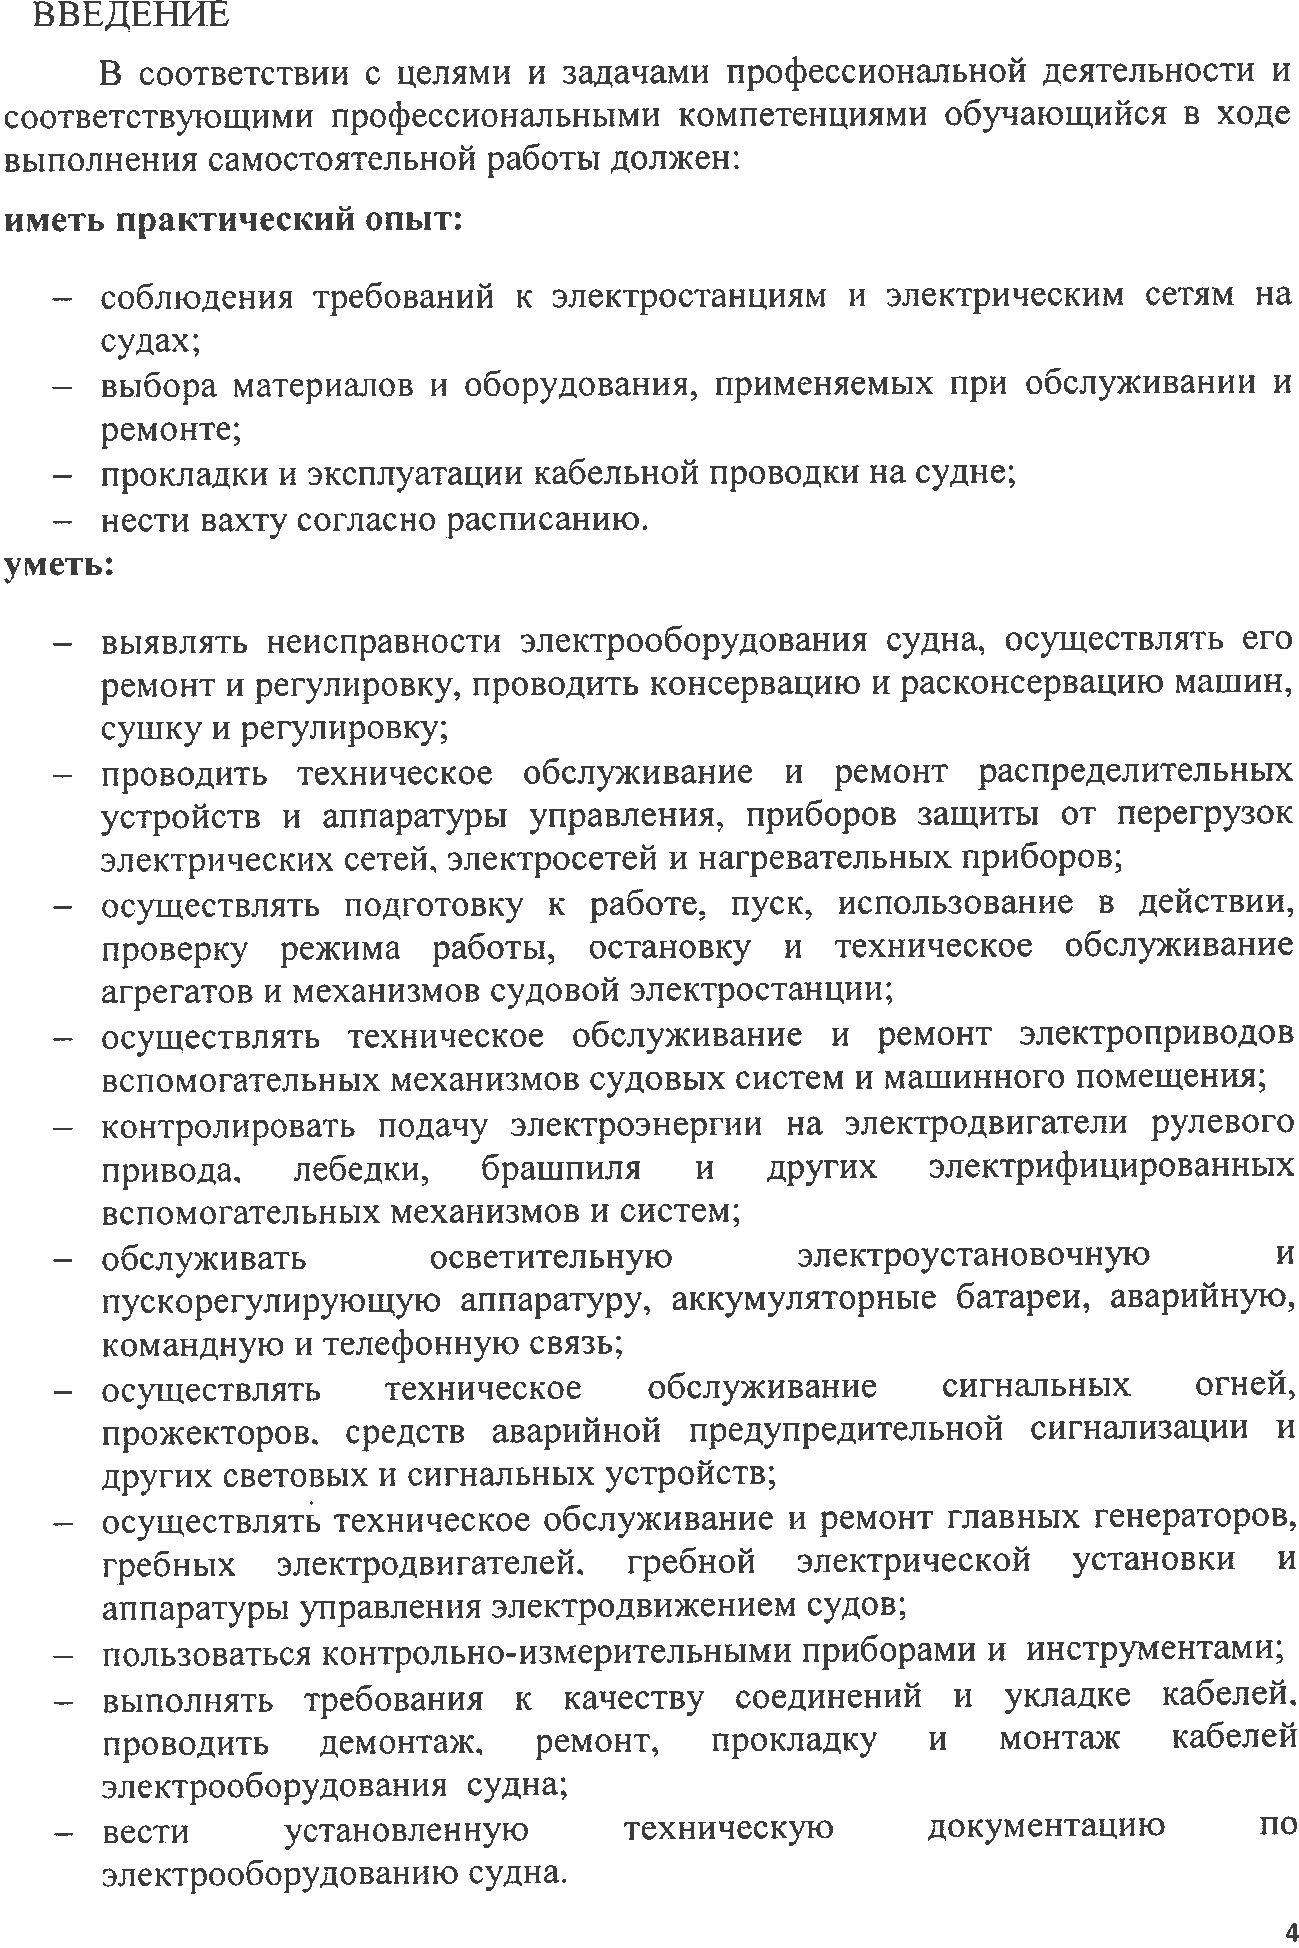 ВВЕДЕНИЕ
В соответствии с целями и задачами профессиональной деятельности и
соответствующими профессиональными компетенциями обучающийся в ходе
выполнения самостоятельной работы должен:
иметь практический опыт:
– соблюдения требований к электростанциям и электрическим сетям на
судах;
– выбора материалов и оборудования, применяемых при обслуживании и
ремонте;
– прокладки и эксплуатации кабельной проводки на судне;
– нести вахту согласно расписанию.
уметь:
– выявлять неисправности электрооборудования судна, осуществлять его
ремонт и регулировку, проводить консервацию и расконсервацию машин,
сушку и регулировку;
– проводить техническое обслуживание и ремонт распределительных
устройств и аппаратуры управления, приборов защиты от перегрузок
электрических сетей, электросетей и нагревательных приборов;
– осуществлять подготовку к работе, пуск, использование в действии,
проверку режима работы, остановку и техническое обслуживание
агрегатов и механизмов судовой электростанции;
– осуществлять техническое обслуживание и ремонт электроприводов
вспомогательных механизмов судовых систем и машинного помещения;
– контролировать подачу электроэнергии на электродвигатели рулевого
привода, лебедки, брашпиля и других электрифицированных
вспомогательных механизмов и систем;
– обслуживать осветительную электроустановочную и
пускорегулирующую аппаратуру, аккумуляторные батареи, аварийную,
командную и телефонную связь;
– осуществлять техническое обслуживание сигнальных огней,
прожекторов, средств аварийной предупредительной сигнализации и
других световых и сигнальных устройств;
– осуществлять техническое обслуживание и ремонт главных генераторов,
гребных электродвигателей, гребной электрической установки и
аппаратуры управления электродвижением судов;
– пользоваться контрольно-измерительными приборами и инструментами;
– выполнять требования к качеству соединений и укладке кабелей,
проводить демонтаж, ремонт, прокладку и монтаж кабелей
электрооборудования судна;
– вести установленную техническую документацию по
электрооборудованию судна.
4